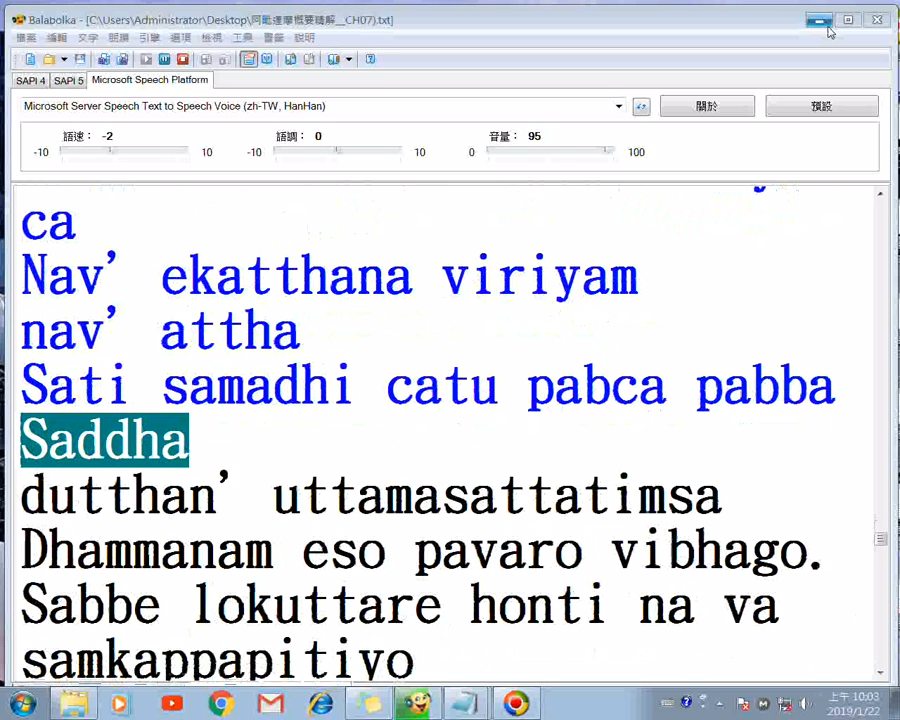 Balabolka - [C:\Users\Administrator\Desktop\阿毗達摩概要精解__CH07).txt]
檔案 編輯 文字 朗讀 引擎 選項 檢視 工具 書籤 說明
SAPI 4 SAPI 5 Microsoft Speech Platform
Microsoft Server Speech Text to Speech Voice (zh-TW, HanHan) 關於 預設
語速： -2 語調： 0 音量： 95
-10 10 -10 10 0 100
ca
Nav’ ekatthana viriyam
nav’ attha
Sati samadhi catu pabca pabba
Saddha
dutthan’ uttamasattatimsa
Dhammanam eso pavaro vibhago.
Sabbe lokuttare honti na va
samkappapitiyo
上午 10:03
2019/1/22